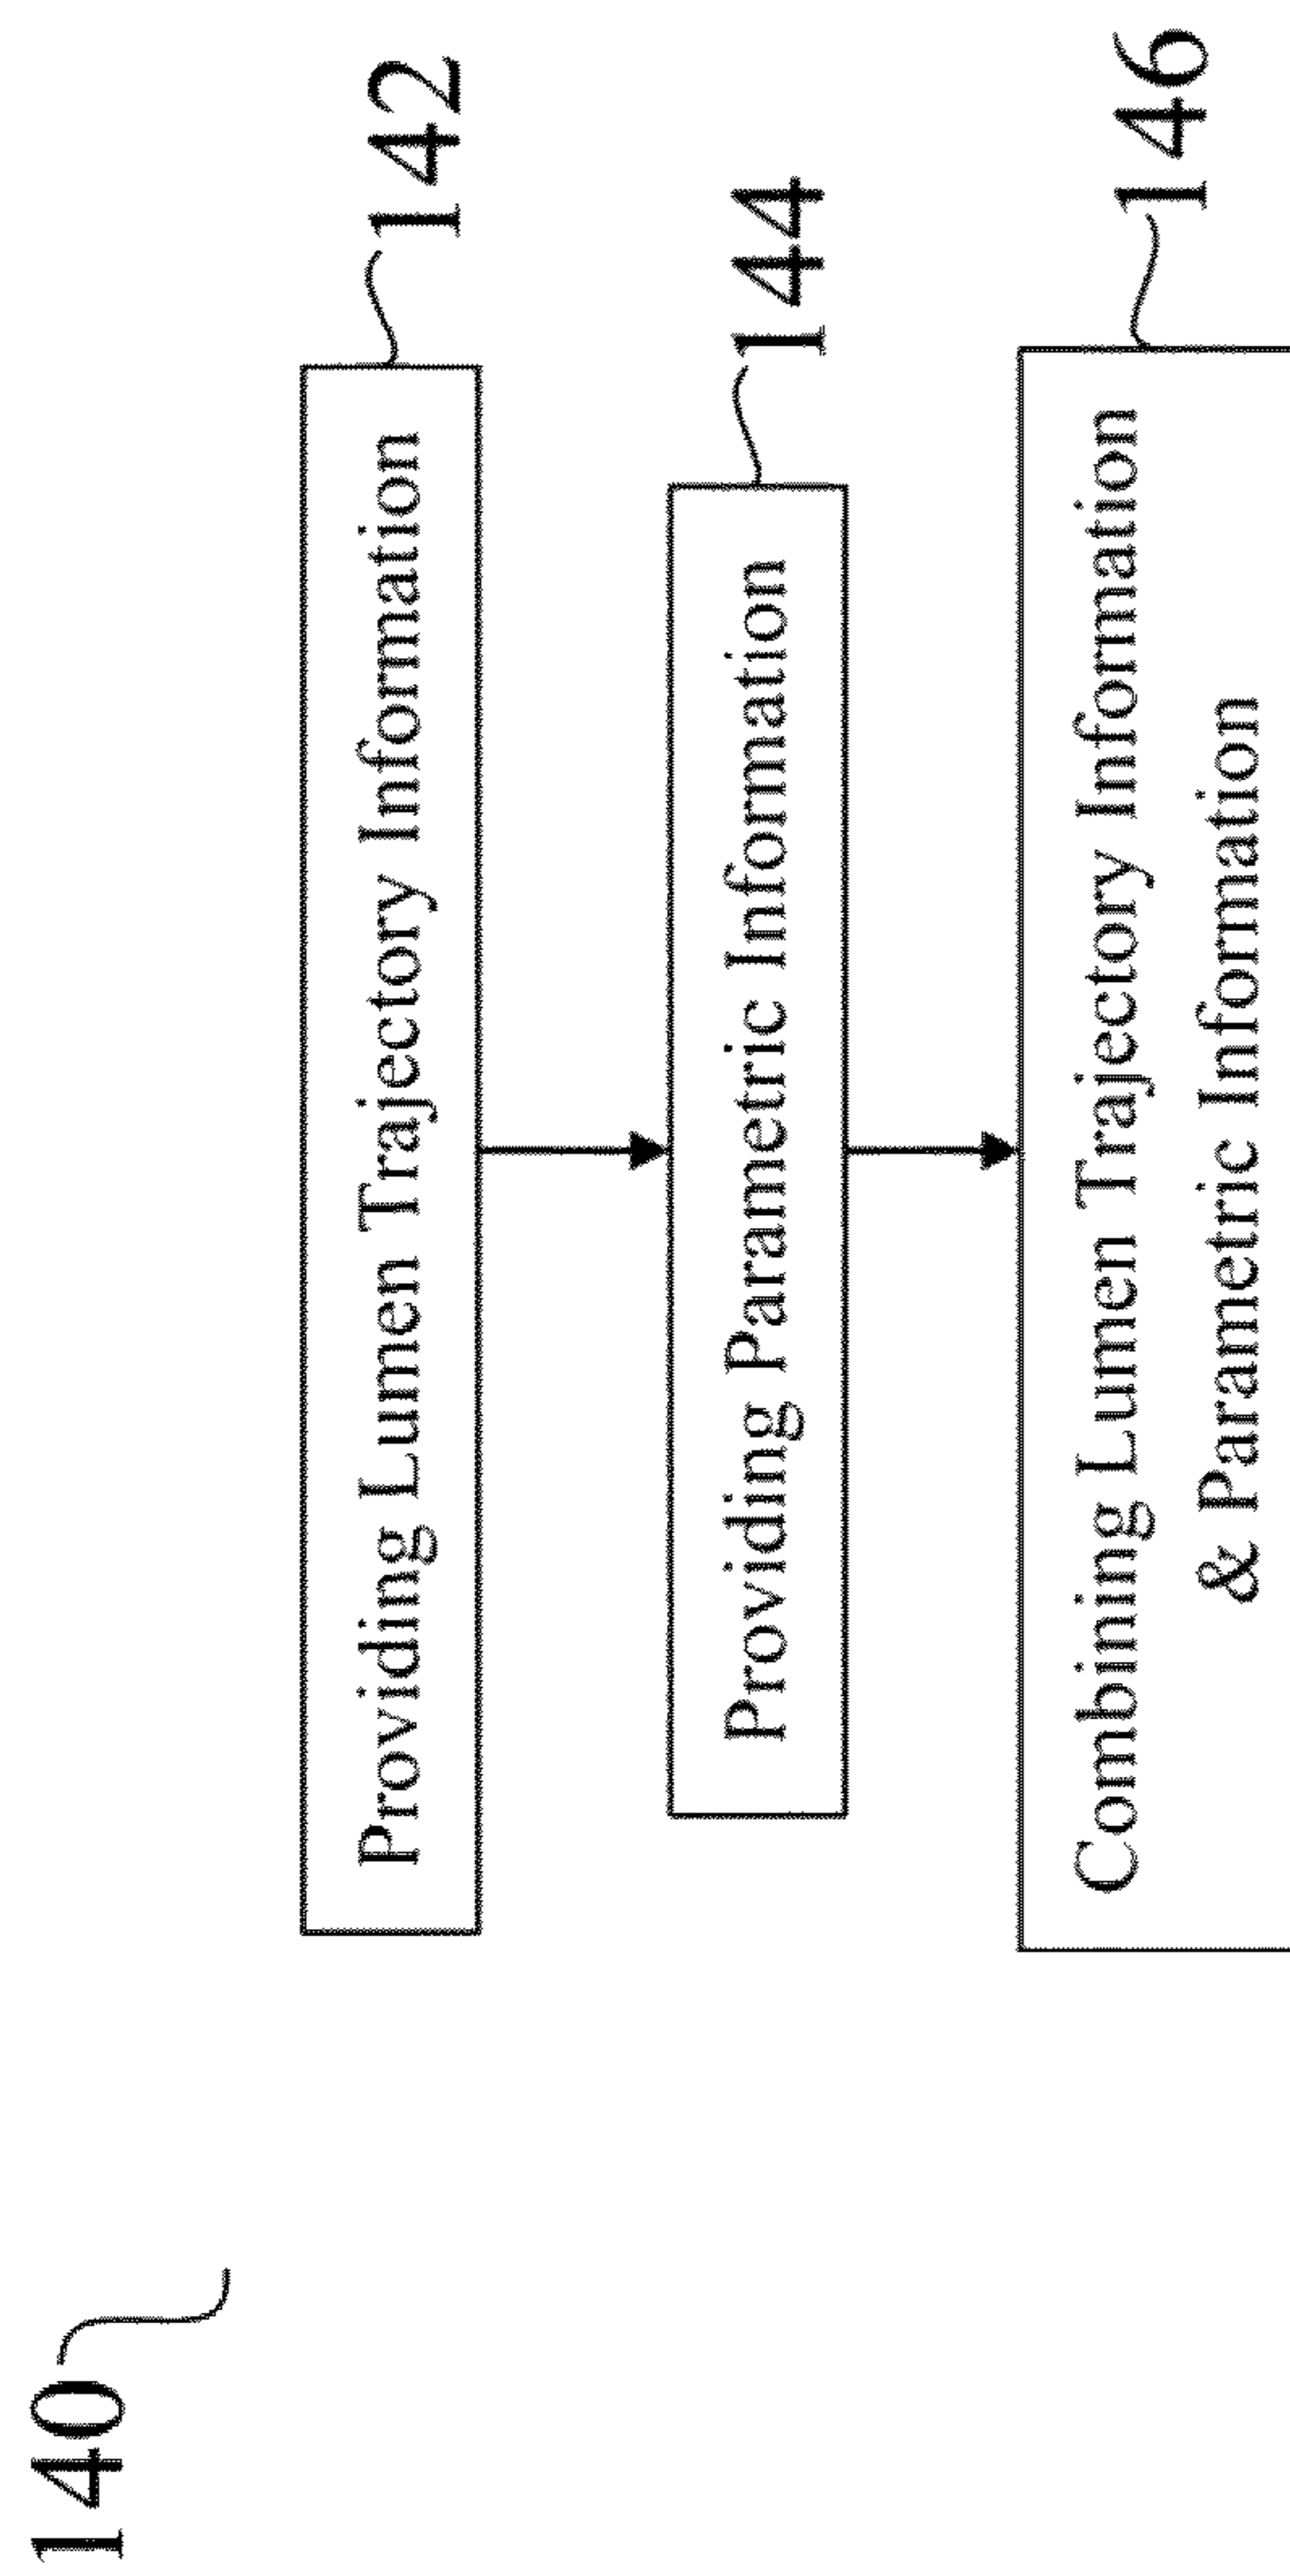 140
Providing Lumen Trajectory Information
142
Providing Parametric Information
144
Combining Lumen Trajectory Information
& Parametric Information
146